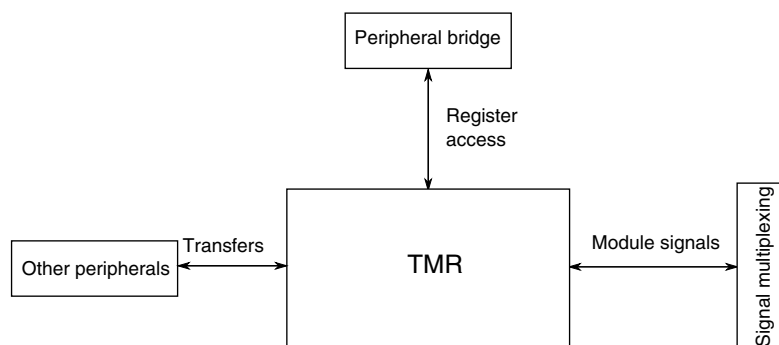 Peripheral bridge
Register
access
Transfers
Module signals
Other peripherals
TMR
Signal multiplexing